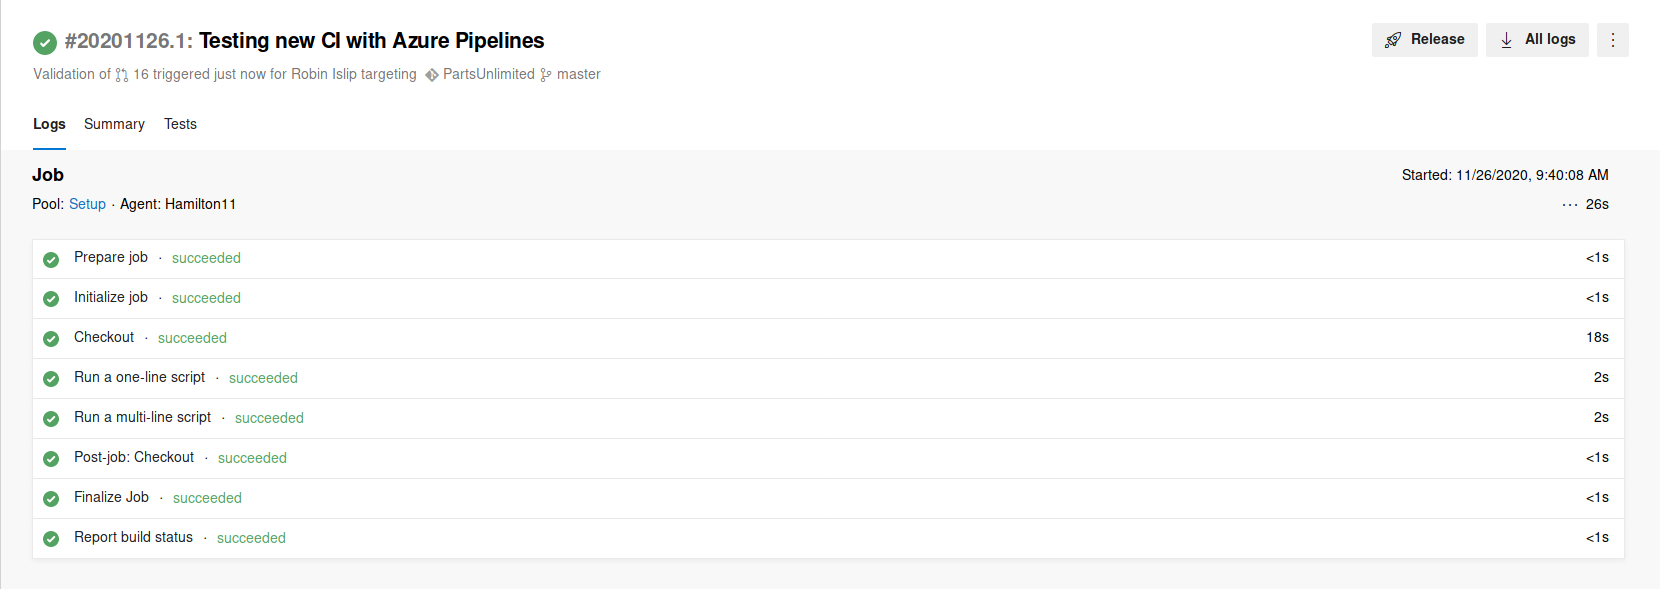 #20201126.1: Testing new CI with Azure Pipelines
Release
All logs
Validation of 16 triggered just now for Robin Islip targeting PartsUnlimited master
Logs Summary Tests
Job
Started: 11/26/2020, 9:40:08 AM
Pool: Setup · Agent: Hamilton11
··· 26s
Prepare job · succeeded <1s
Initialize job · succeeded <1s
Checkout · succeeded 18s
Run a one-line script · succeeded 2s
Run a multi-line script · succeeded 2s
Post-job: Checkout · succeeded <1s
Finalize Job · succeeded <1s
Report build status · succeeded <1s